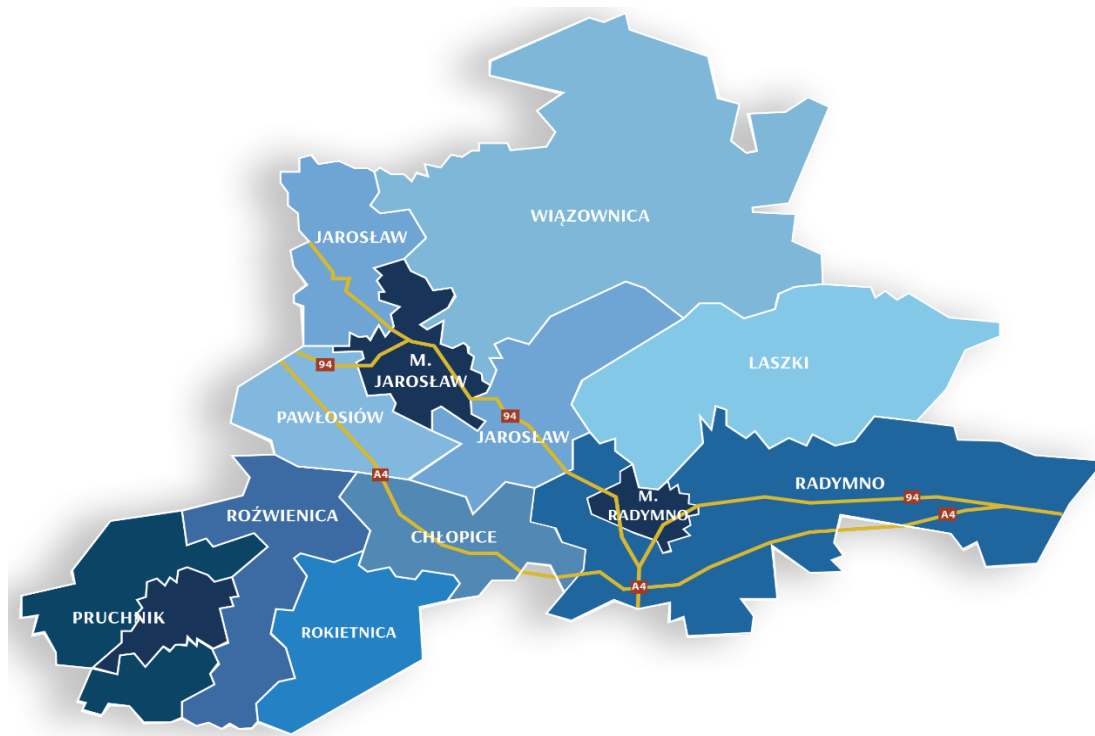 WIĄZOWNICA
JAROSŁAW
94
M.
JAROSŁAW
LASZKI
PAWŁOSIÓW
94
JAROSŁAW
A4
RADYMNO
M.
RADYMNO
94
A4
ROŹWIENICA
CHŁOPICE
A4
PRUCHNIK
ROKIETNICA